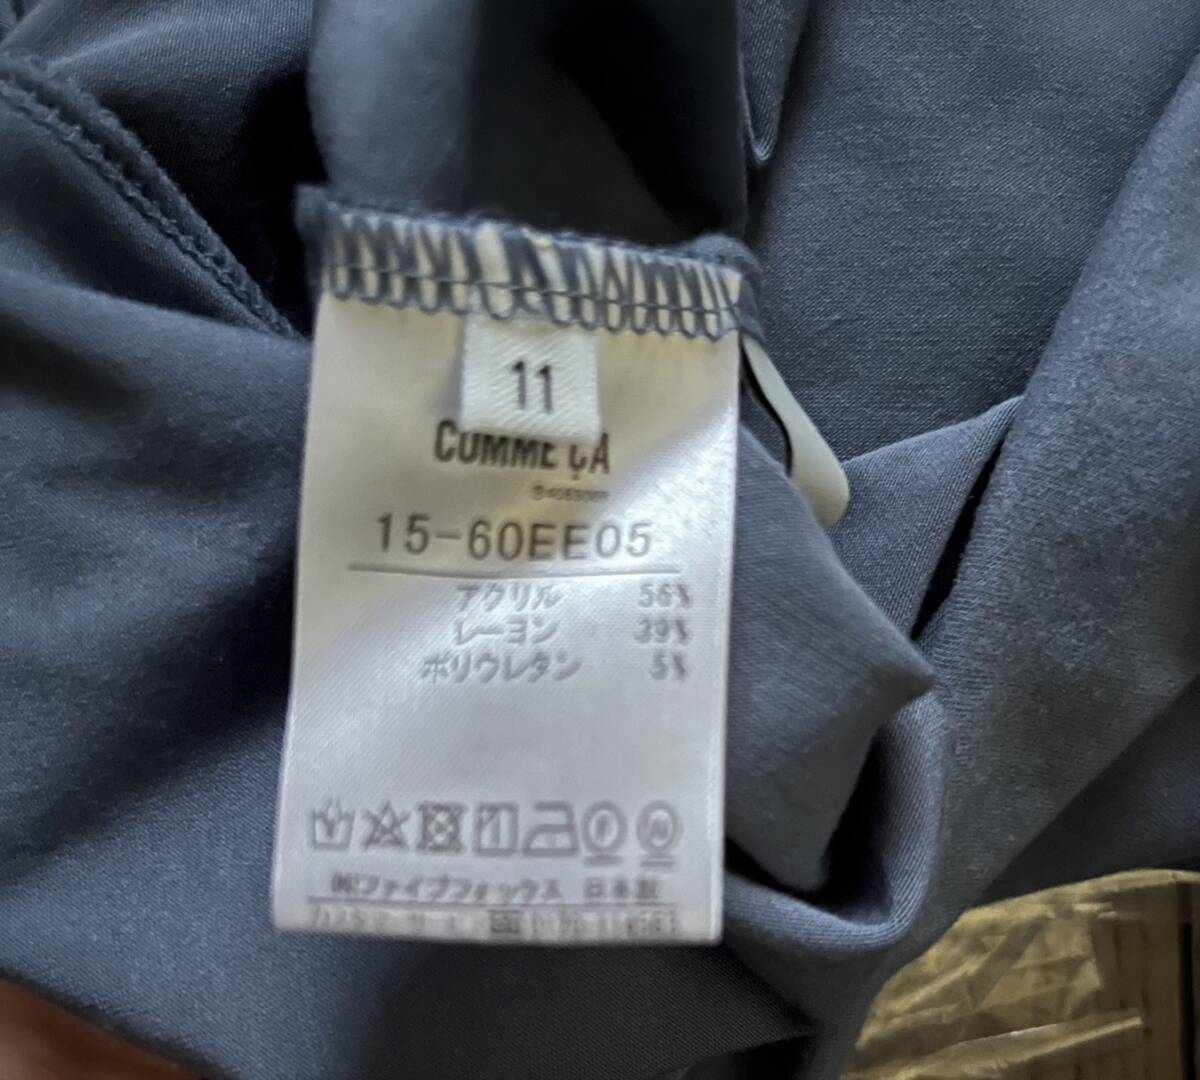 11
COMME ÇA
15-60EE05
アクリル 56%
レーヨン 39%
ポリウレタン 5%
㈱ファイブフォックス 日本製